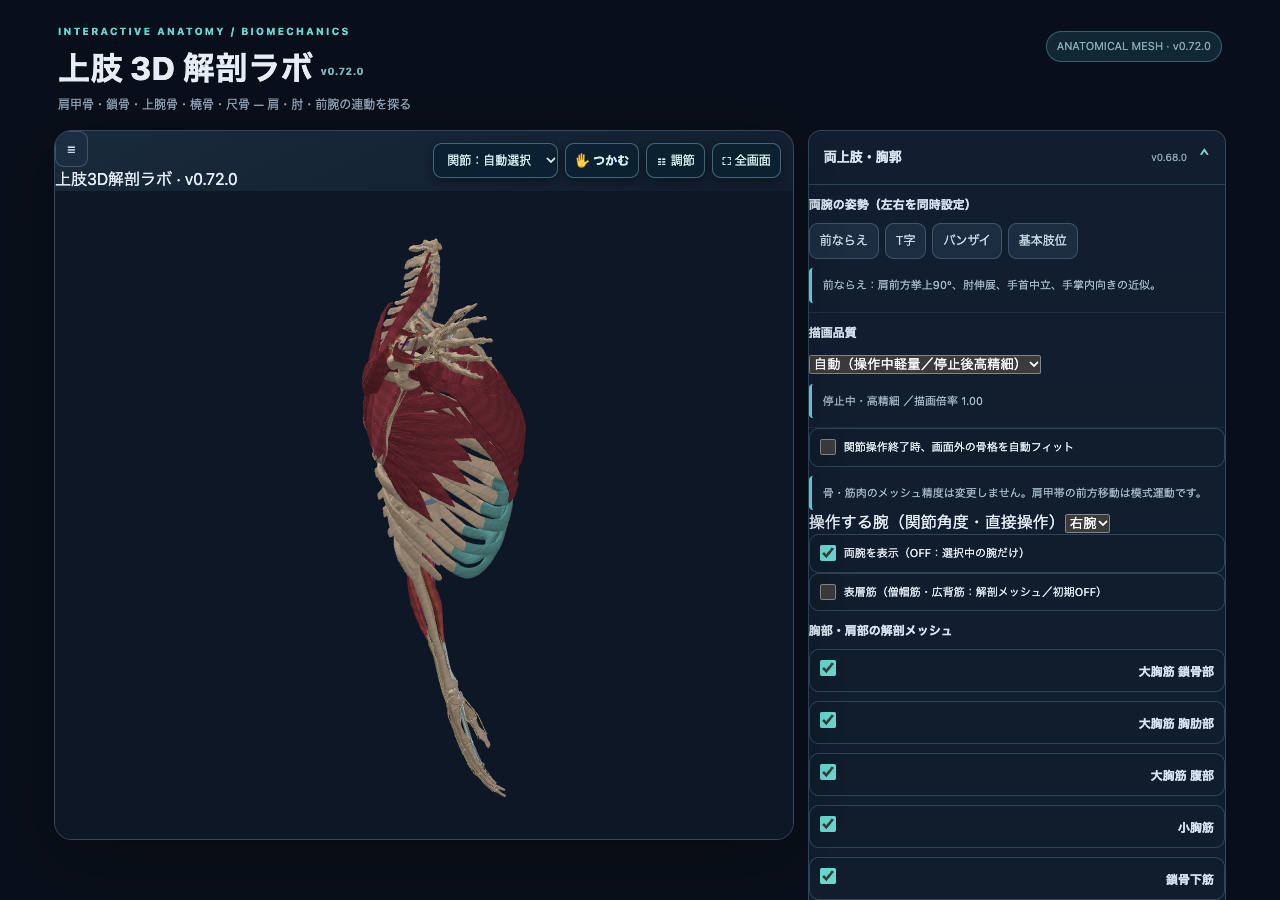 INTERACTIVE ANATOMY / BIOMECHANICS
上肢 3D 解剖ラボ v0.72.0
肩甲骨・鎖骨・上腕骨・橈骨・尺骨 — 肩・肘・前腕の連動を探る
ANATOMICAL MESH · v0.72.0
≡
上肢3D解剖ラボ · v0.72.0
関節：自動選択
🖐 つかむ
☷ 調節
⛶ 全画面
両上肢・胸郭
v0.68.0
両腕の姿勢（左右を同時設定）
前ならえ
T字
バンザイ
基本肢位
前ならえ：肩前方挙上90°、肘伸展、手首中立、手掌内向きの近似。
描画品質
自動（操作中軽量／停止後高精細）
停止中・高精細 ／描画倍率 1.00
関節操作終了時、画面外の骨格を自動フィット
骨・筋肉のメッシュ精度は変更しません。肩甲帯の前方移動は模式運動です。
操作する腕（関節角度・直接操作） 右腕
両腕を表示（OFF：選択中の腕だけ）
表層筋（僧帽筋・広背筋：解剖メッシュ／初期OFF）
胸部・肩部の解剖メッシュ
大胸筋 鎖骨部
大胸筋 胸肋部
大胸筋 腹部
小胸筋
鎖骨下筋